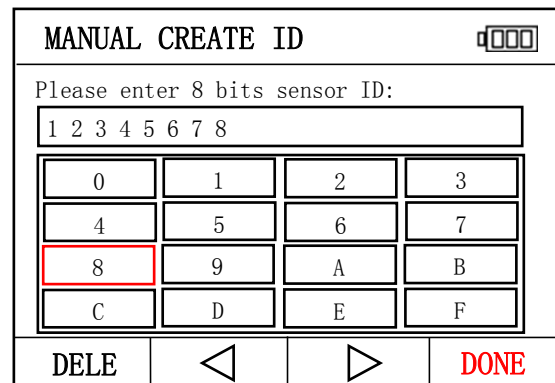 MANUAL CREATE ID
Please enter 8 bits sensor ID:
1 2 3 4 5 6 7 8
0 1 2 3
4 5 6 7
8 9 A B
C D E F
DELE DONE